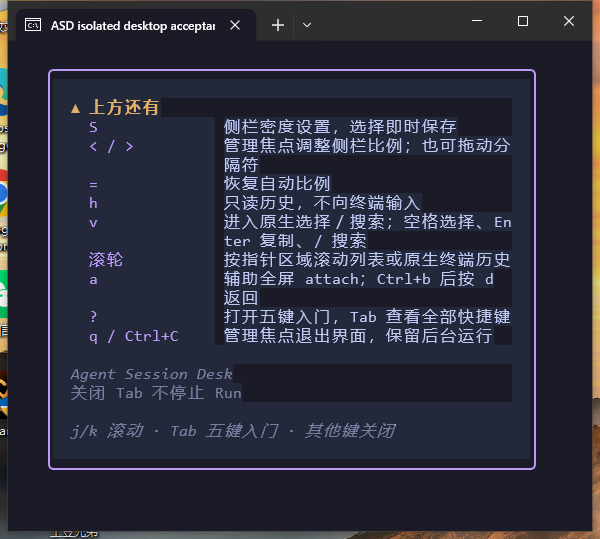 ASD isolated desktop acceptar
▲ 上方还有
S 侧栏密度设置，选择即时保存
< / > 管理焦点调整侧栏比例；也可拖动分
隔符
= 恢复自动比例
h 只读历史，不向终端输入
v 进入原生选择 / 搜索；空格选择、En
ter 复制、/ 搜索
滚轮 按指针区域滚动列表或原生终端历史
a 辅助全屏 attach；Ctrl+b 后按 d
返回
? 打开五键入门，Tab 查看全部快捷键
q / Ctrl+C 管理焦点退出界面，保留后台运行
Agent Session Desk
关闭 Tab 不停止 Run
j/k 滚动 · Tab 五键入门 · 其他键关闭